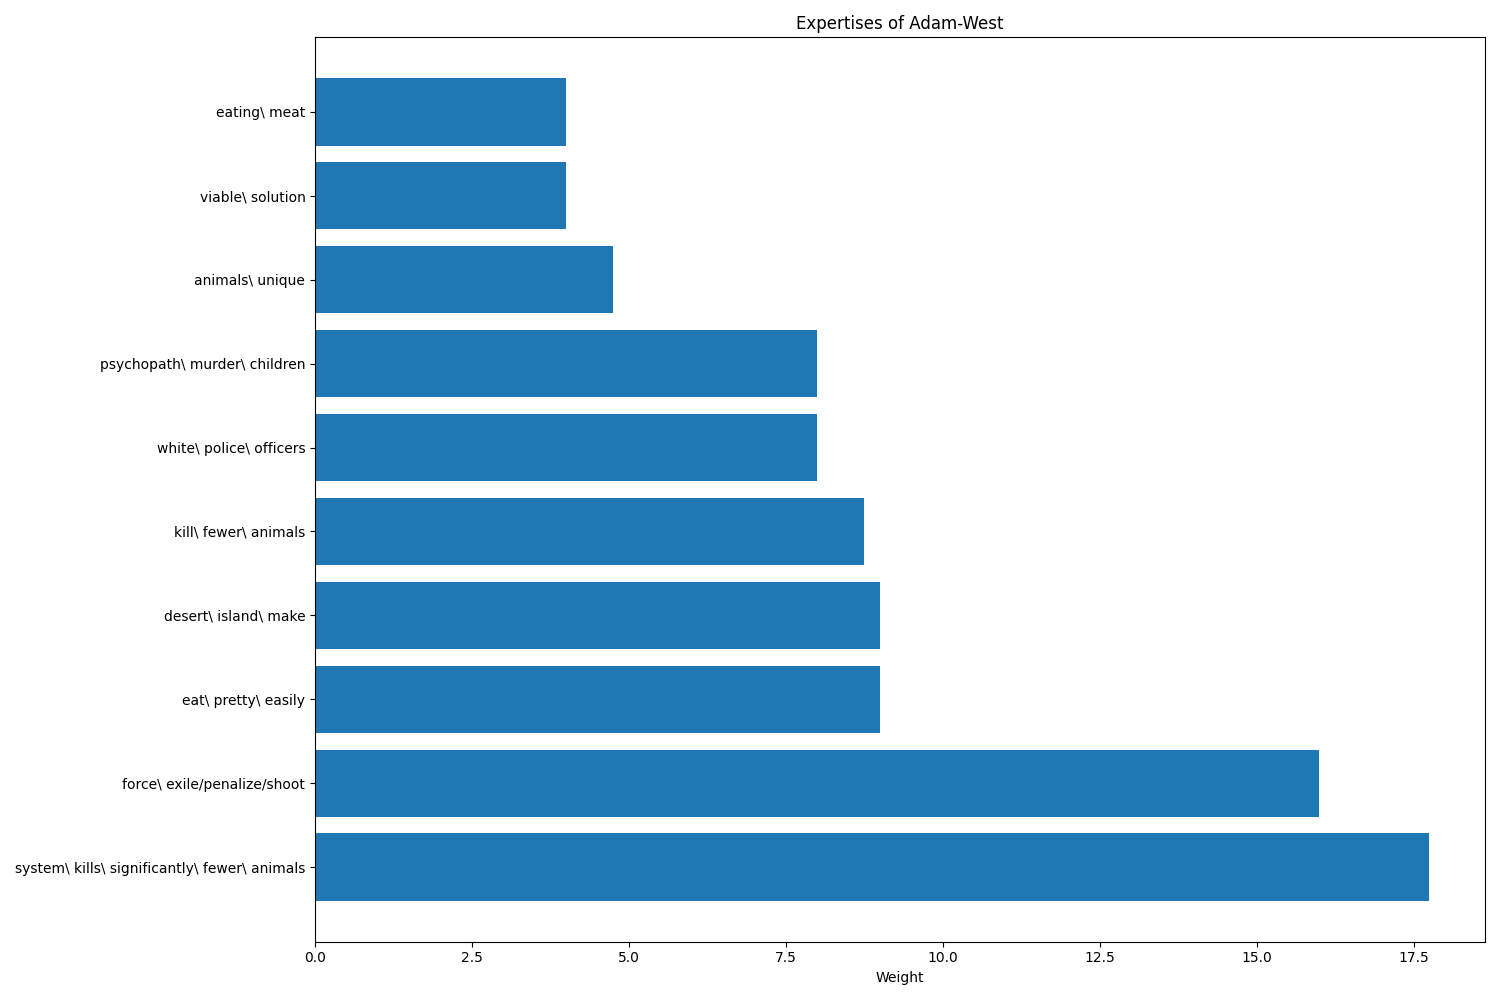 Expertises of Adam-West
eating\ meat
viable\ solution
animals\ unique
psychopath\ murder\ children
white\ police\ officers
kill\ fewer\ animals
desert\ island\ make
eat\ pretty\ easily
force\ exile/penalize/shoot
system\ kills\ significantly\ fewer\ animals
0.0 2.5 5.0 7.5 10.0 12.5 15.0 17.5
Weight